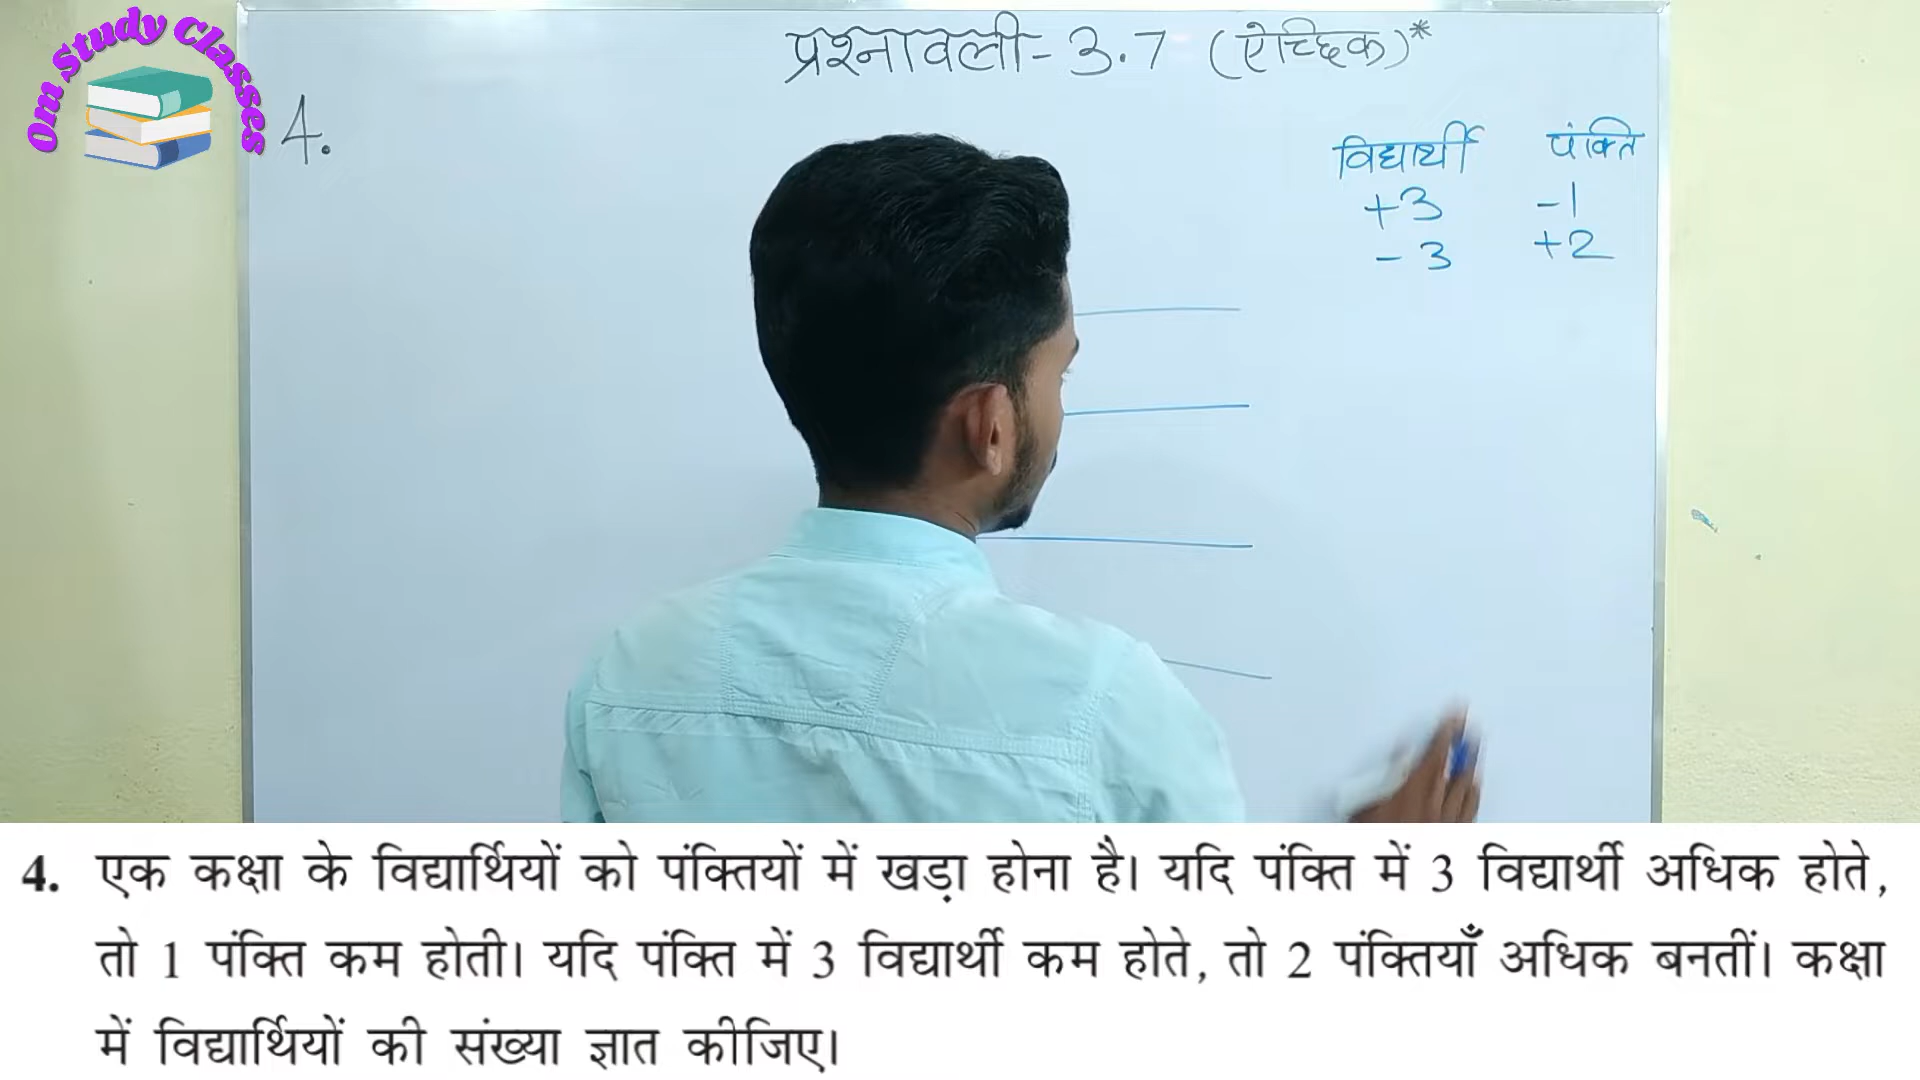 Om Study Classes
प्रश्नावली - 3.7 (ऐच्छिक)*
4.
विद्यार्थी पंक्ति
+3 -1
-3 +2
4. एक कक्षा के विद्यार्थियों को पंक्तियों में खड़ा होना है। यदि पंक्ति में 3 विद्यार्थी अधिक होते,
तो 1 पंक्ति कम होती। यदि पंक्ति में 3 विद्यार्थी कम होते, तो 2 पंक्तियाँ अधिक बनतीं। कक्षा
में विद्यार्थियों की संख्या ज्ञात कीजिए।